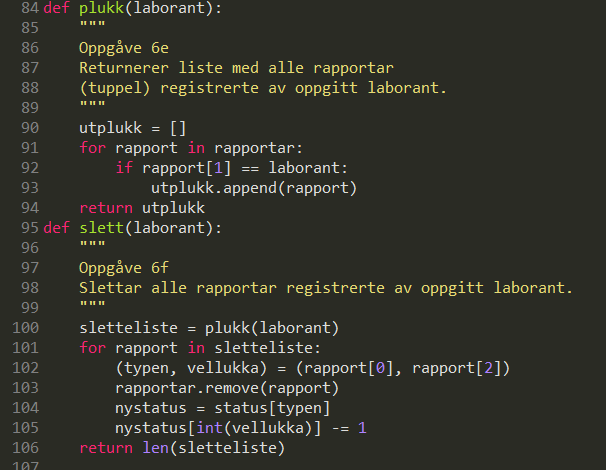 84 def plukk(laborant):
85     """
86     Oppgåve 6e
87     Returnerer liste med alle rapportar
88     (tuppel) registrerte av oppgitt laborant.
89     """
90     utplukk = []
91     for rapport in rapportar:
92         if rapport[1] == laborant:
93             utplukk.append(rapport)
94     return utplukk
95 def slett(laborant):
96     """
97     Oppgåve 6f
98     Slettar alle rapportar registrerte av oppgitt laborant.
99     """
100     sletteliste = plukk(laborant)
101     for rapport in sletteliste:
102         (typen, vellukka) = (rapport[0], rapport[2])
103         rapportar.remove(rapport)
104         nystatus = status[typen]
105         nystatus[int(vellukka)] -= 1
106     return len(sletteliste)
107